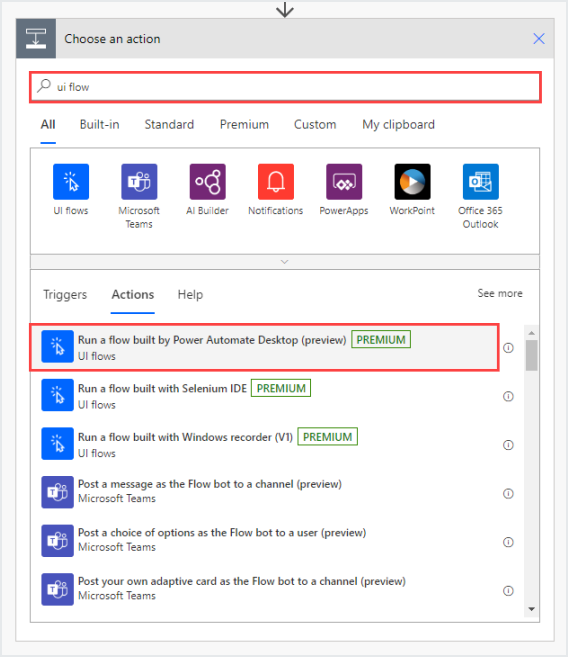 Choose an action
ui flow
All Built-in Standard Premium Custom My clipboard
UI flows Microsoft Teams AI Builder Notifications PowerApps WorkPoint Office 365 Outlook
Triggers Actions Help See more
Run a flow built by Power Automate Desktop (preview) PREMIUM
UI flows
Run a flow built with Selenium IDE PREMIUM
UI flows
Run a flow built with Windows recorder (V1) PREMIUM
UI flows
Post a message as the Flow bot to a channel (preview)
Microsoft Teams
Post a choice of options as the Flow bot to a user (preview)
Microsoft Teams
Post your own adaptive card as the Flow bot to a channel (preview)
Microsoft Teams